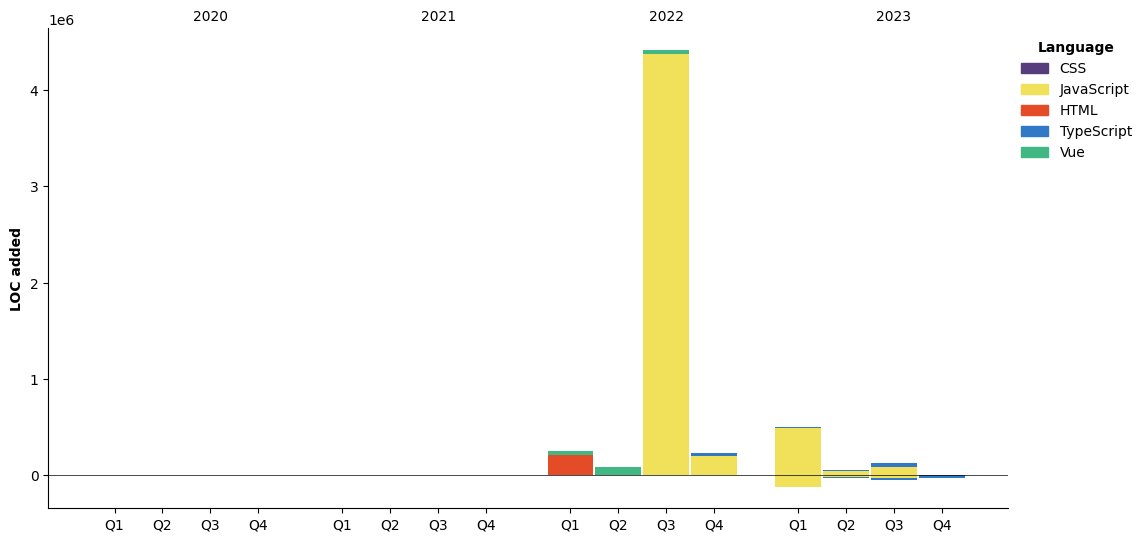 2020 2021 2022 2023
1e6
Language
CSS
JavaScript
HTML
TypeScript
Vue
LOC added
4
3
2
1
0
Q1 Q2 Q3 Q4 Q1 Q2 Q3 Q4 Q1 Q2 Q3 Q4 Q1 Q2 Q3 Q4